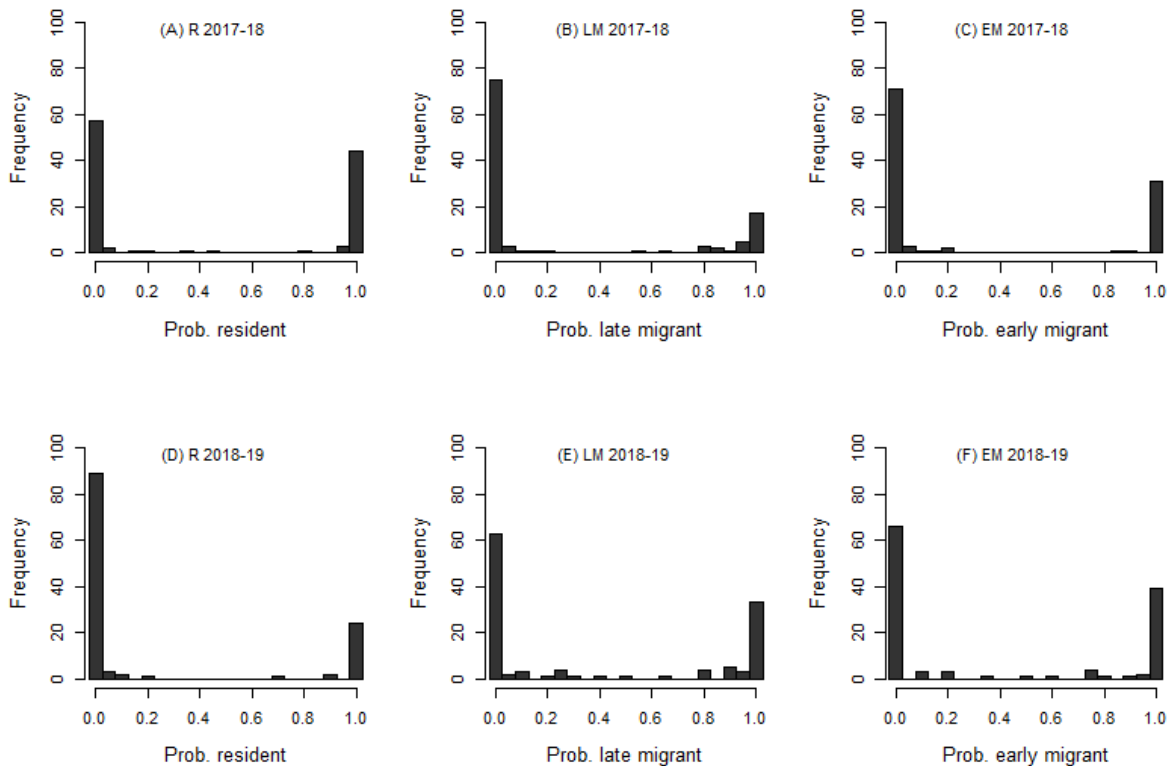 (A) R 2017-18
Frequency
0 20 40 60 80 100
0.0 0.2 0.4 0.6 0.8 1.0
Prob. resident
(B) LM 2017-18
Frequency
0 20 40 60 80 100
0.0 0.2 0.4 0.6 0.8 1.0
Prob. late migrant
(C) EM 2017-18
Frequency
0 20 40 60 80 100
0.0 0.2 0.4 0.6 0.8 1.0
Prob. early migrant
(D) R 2018-19
Frequency
0 20 40 60 80 100
0.0 0.2 0.4 0.6 0.8 1.0
Prob. resident
(E) LM 2018-19
Frequency
0 20 40 60 80 100
0.0 0.2 0.4 0.6 0.8 1.0
Prob. late migrant
(F) EM 2018-19
Frequency
0 20 40 60 80 100
0.0 0.2 0.4 0.6 0.8 1.0
Prob. early migrant